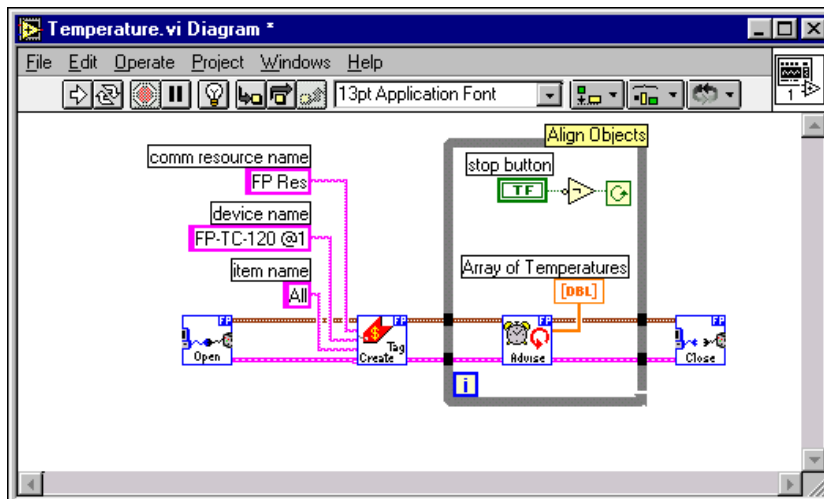 Temperature.vi Diagram *
File Edit Operate Project Windows Help
13pt Application Font
1
Align Objects
comm resource name
FP Res
stop button
TF
device name
FP-TC-120 @1
item name
All
Array of Temperatures
[DBL]
FP
Open
FP
Tag
Create
FP
Advise
FP
Close
i